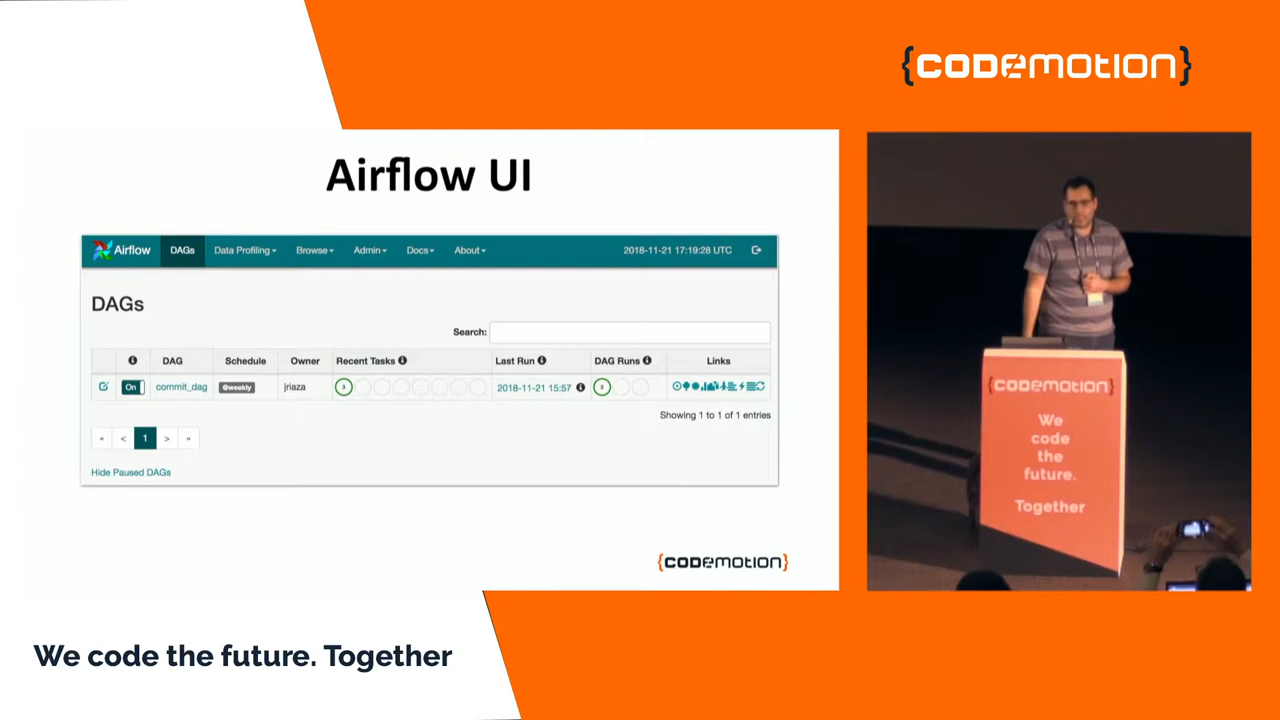 {CODEMOTION}
Airflow UI
Airflow DAGs Data Profiling Browse Admin Docs About 2018-11-21 17:19:28 UTC
DAGs
Search:
DAG Schedule Owner Recent Tasks Last Run DAG Runs Links
On commit_dag @weekly jriaza 2018-11-21 15:57
Showing 1 to 1 of 1 entries
« < 1 > »
Hide Paused DAGs
{CODEMOTION}
{CODEMOTION}
We
code
the
future.
Together
We code the future. Together